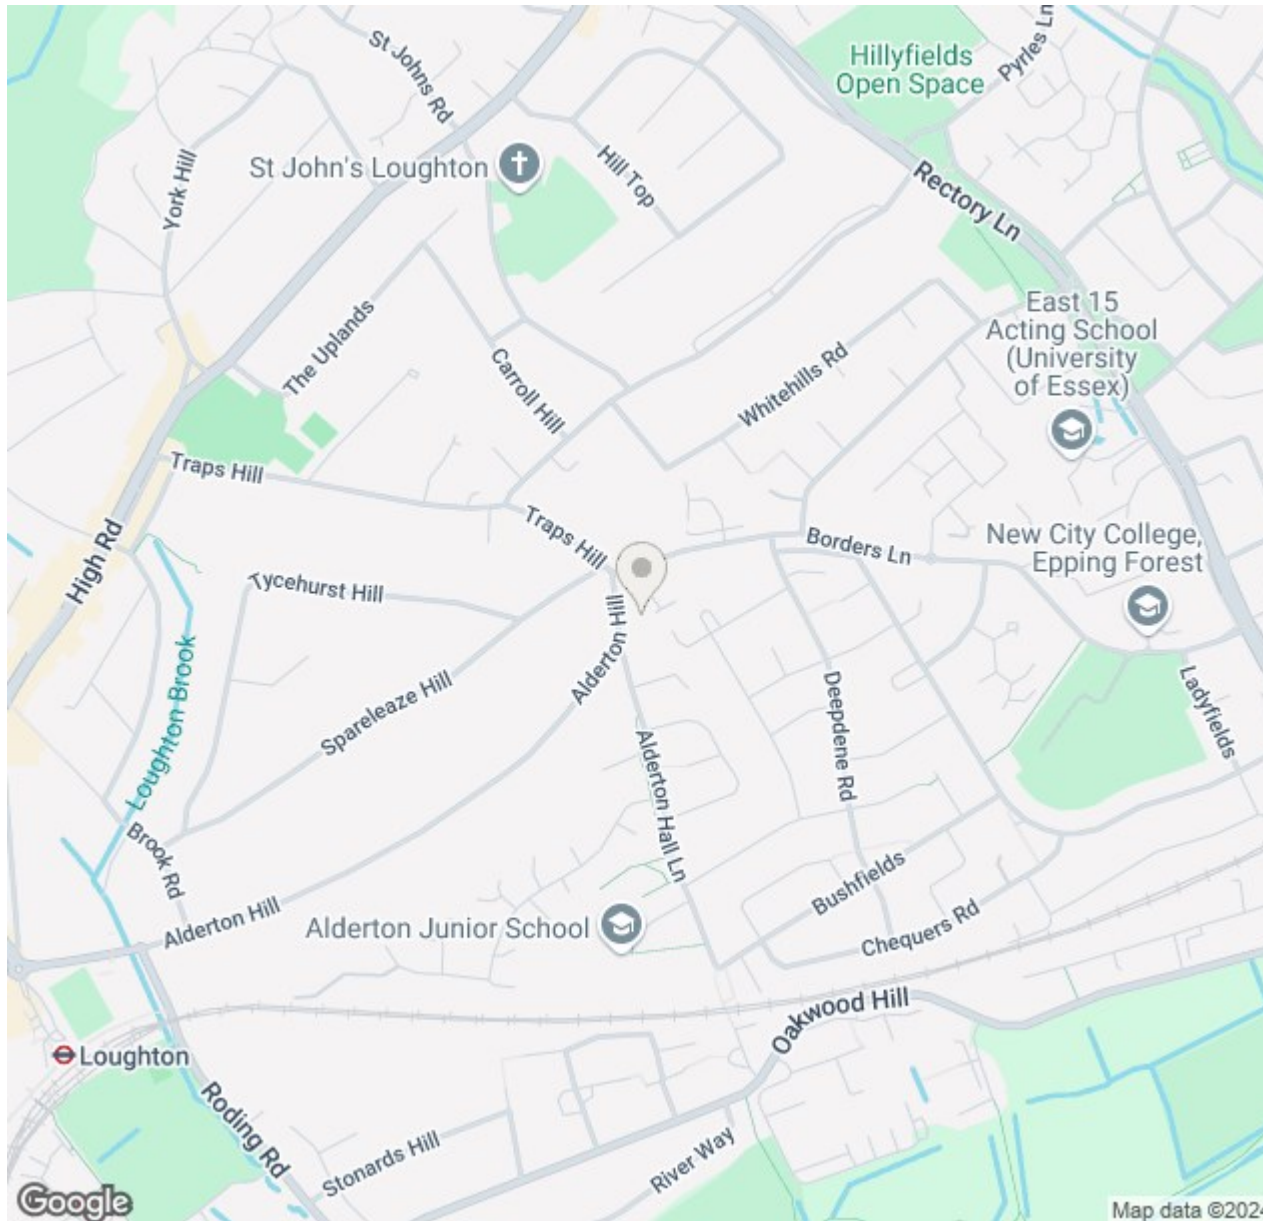 St Johns Rd
Hillyfields
Open Space
Pyrles Ln
York Hill
St John's Loughton
Hill Top
Rectory Ln
East 15
Acting School
(University
of Essex)
The Uplands
Carroll Hill
Whitehills Rd
Traps Hill
High Rd
Traps Hill
Borders Ln
New City College,
Epping Forest
Tycehurst Hill
Alderton Hill
Loughton Brook
Spareleaze Hill
Deepdene Rd
Ladyfields
Alderton Hall Ln
Brook Rd
Bushfields
Alderton Hill
Alderton Junior School
Chequers Rd
Oakwood Hill
Loughton
Roding Rd
Stonards Hill
River Way
Google
Map data ©2024